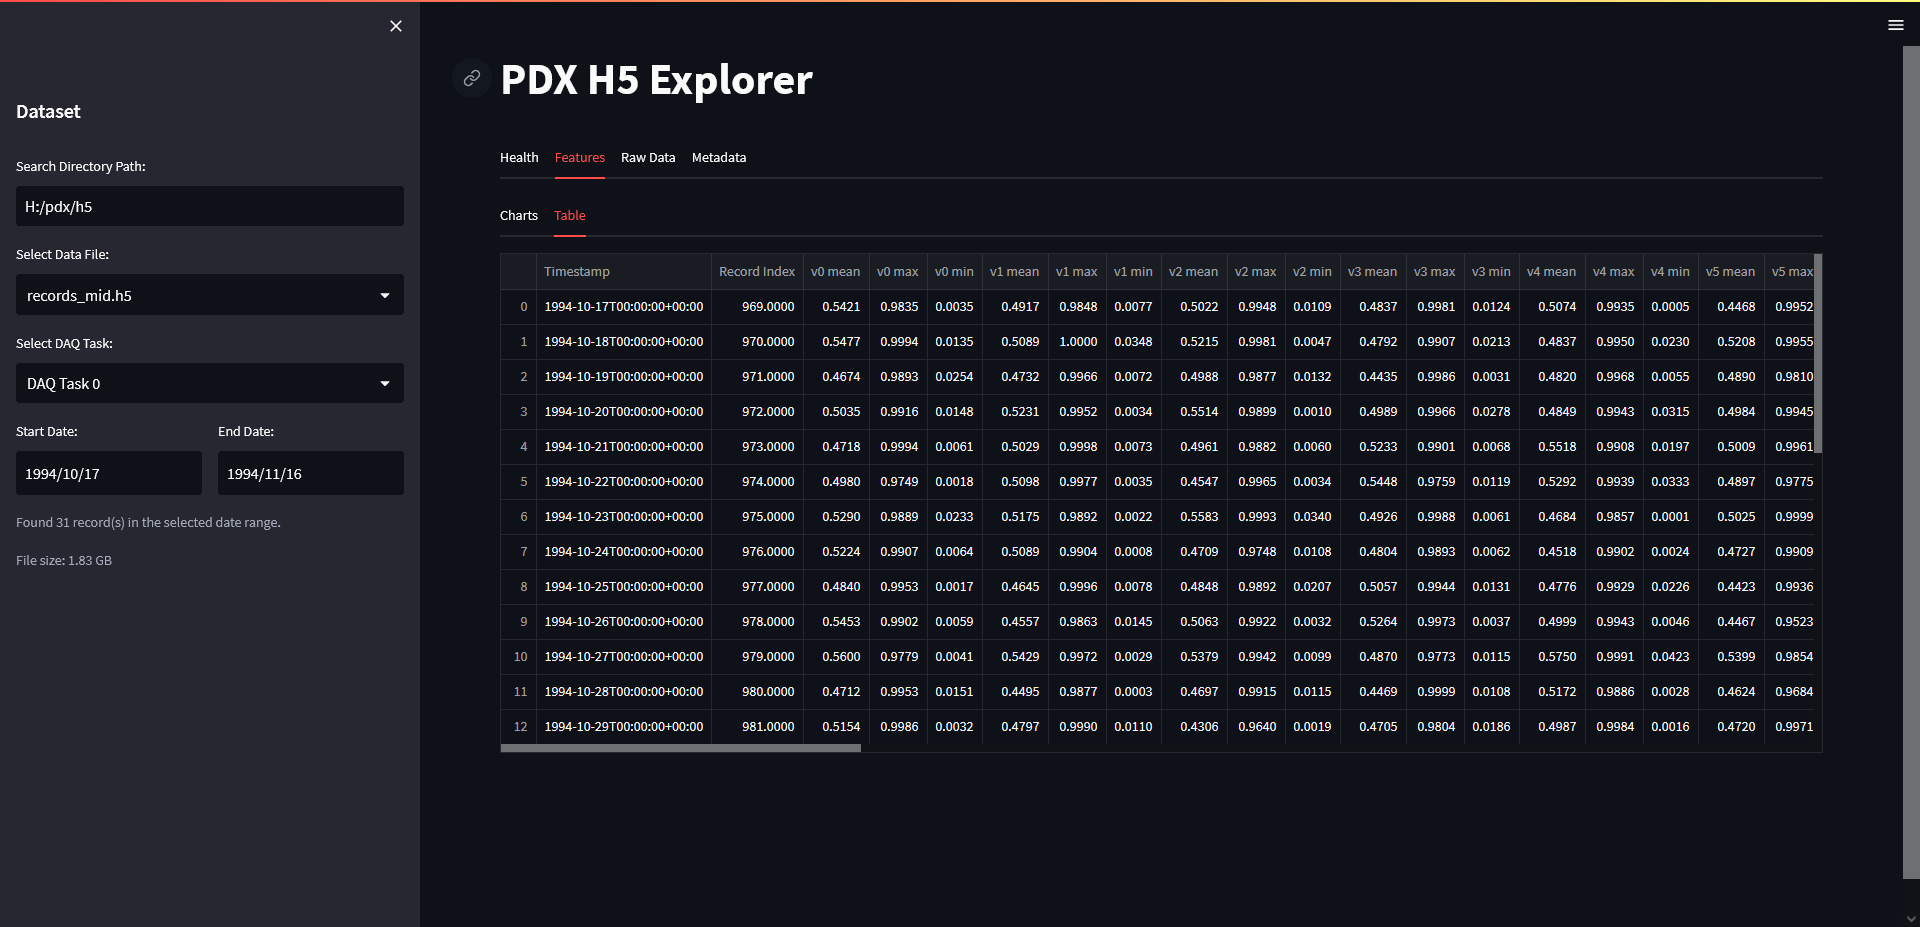 Dataset
Search Directory Path:
H:/pdx/h5
Select Data File:
records_mid.h5
Select DAQ Task:
DAQ Task 0
Start Date: End Date:
1994/10/17 1994/11/16
Found 31 record(s) in the selected date range.
File size: 1.83 GB
PDX H5 Explorer
Health Features Raw Data Metadata
Charts Table
Timestamp Record Index v0 mean v0 max v0 min v1 mean v1 max v1 min v2 mean v2 max v2 min v3 mean v3 max v3 min v4 mean v4 max v4 min v5 mean v5 max
0 1994-10-17T00:00:00+00:00 969.0000 0.5421 0.9835 0.0035 0.4917 0.9848 0.0077 0.5022 0.9948 0.0109 0.4837 0.9981 0.0124 0.5074 0.9935 0.0005 0.4468 0.9952
1 1994-10-18T00:00:00+00:00 970.0000 0.5477 0.9994 0.0135 0.5089 1.0000 0.0348 0.5215 0.9981 0.0047 0.4792 0.9907 0.0213 0.4837 0.9950 0.0230 0.5208 0.9955
2 1994-10-19T00:00:00+00:00 971.0000 0.4674 0.9893 0.0254 0.4732 0.9966 0.0072 0.4988 0.9877 0.0132 0.4435 0.9986 0.0031 0.4820 0.9968 0.0055 0.4890 0.9810
3 1994-10-20T00:00:00+00:00 972.0000 0.5035 0.9916 0.0148 0.5231 0.9952 0.0034 0.5514 0.9899 0.0010 0.4989 0.9966 0.0278 0.4849 0.9943 0.0315 0.4984 0.9945
4 1994-10-21T00:00:00+00:00 973.0000 0.4718 0.9994 0.0061 0.5029 0.9998 0.0073 0.4961 0.9882 0.0060 0.5233 0.9901 0.0068 0.5518 0.9908 0.0197 0.5009 0.9961
5 1994-10-22T00:00:00+00:00 974.0000 0.4980 0.9749 0.0018 0.5098 0.9977 0.0035 0.4547 0.9965 0.0034 0.5448 0.9759 0.0119 0.5292 0.9939 0.0333 0.4897 0.9775
6 1994-10-23T00:00:00+00:00 975.0000 0.5290 0.9889 0.0233 0.5175 0.9892 0.0022 0.5583 0.9993 0.0340 0.4926 0.9988 0.0061 0.4684 0.9857 0.0001 0.5025 0.9999
7 1994-10-24T00:00:00+00:00 976.0000 0.5224 0.9907 0.0064 0.5089 0.9904 0.0008 0.4709 0.9748 0.0108 0.4804 0.9893 0.0062 0.4518 0.9902 0.0024 0.4727 0.9909
8 1994-10-25T00:00:00+00:00 977.0000 0.4840 0.9953 0.0017 0.4645 0.9996 0.0078 0.4848 0.9892 0.0207 0.5057 0.9944 0.0131 0.4776 0.9929 0.0226 0.4423 0.9936
9 1994-10-26T00:00:00+00:00 978.0000 0.5453 0.9902 0.0059 0.4557 0.9863 0.0145 0.5063 0.9922 0.0032 0.5264 0.9973 0.0037 0.4999 0.9943 0.0046 0.4467 0.9523
10 1994-10-27T00:00:00+00:00 979.0000 0.5600 0.9779 0.0041 0.5429 0.9972 0.0029 0.5379 0.9942 0.0099 0.4870 0.9773 0.0115 0.5750 0.9991 0.0423 0.5399 0.9854
11 1994-10-28T00:00:00+00:00 980.0000 0.4712 0.9953 0.0151 0.4495 0.9877 0.0003 0.4697 0.9915 0.0115 0.4469 0.9999 0.0108 0.5172 0.9886 0.0028 0.4624 0.9684
12 1994-10-29T00:00:00+00:00 981.0000 0.5154 0.9986 0.0032 0.4797 0.9990 0.0110 0.4306 0.9640 0.0019 0.4705 0.9804 0.0186 0.4987 0.9984 0.0016 0.4720 0.9971